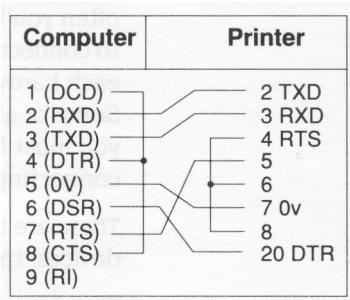 Computer Printer
1 (DCD) 2 TXD
2 (RXD) 3 RXD
3 (TXD) 4 RTS
4 (DTR) 5
5 (0V) 6
6 (DSR) 7 0v
7 (RTS) 8
8 (CTS) 20 DTR
9 (RI)